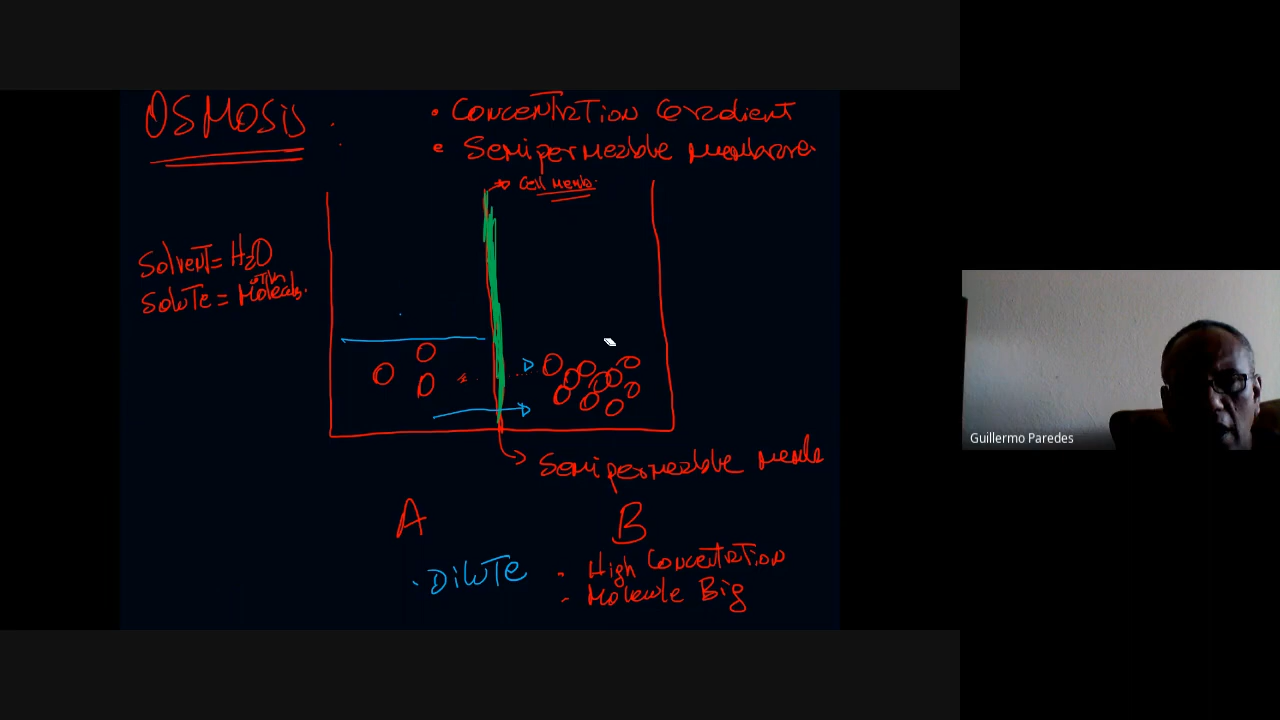 OSMOSIS
• CONCENTRATION Gradient
• Semipermeable membrane
Cell Memb.
Solvent = H2O
Solute = Molecules.
Semipermeable memb
A
B
• DILUTE
- High Concentration
- Molecule Big
Guillermo Paredes